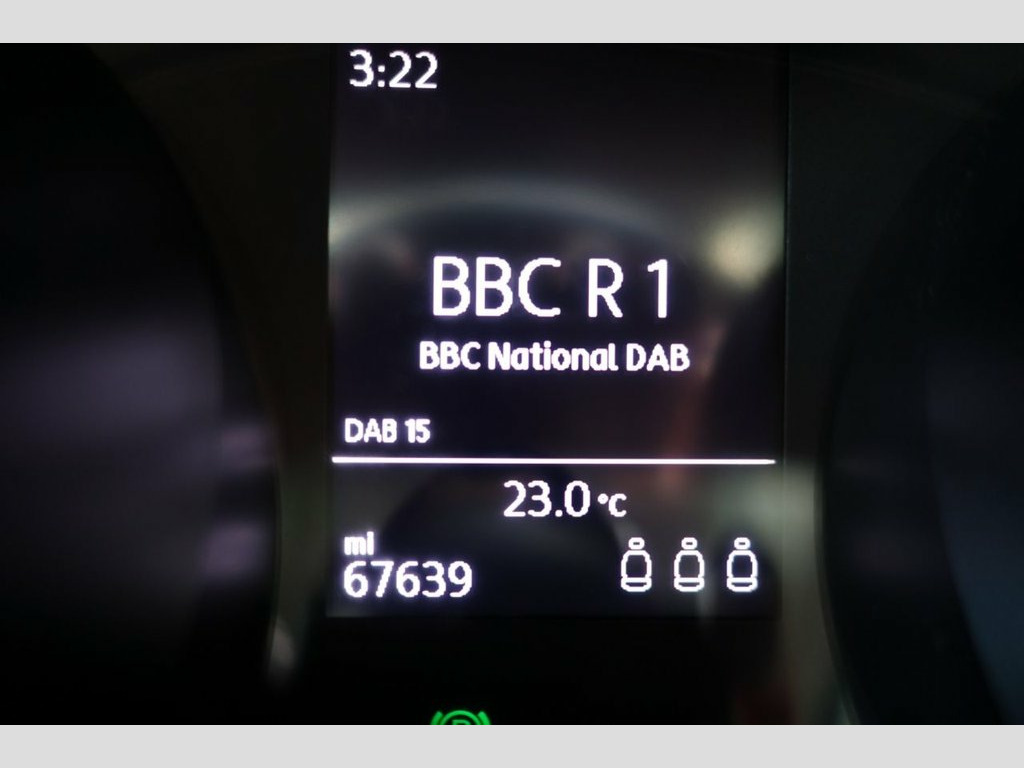 3:22
BBC R 1
BBC National DAB
DAB 15
23.0 °C
mi
67639